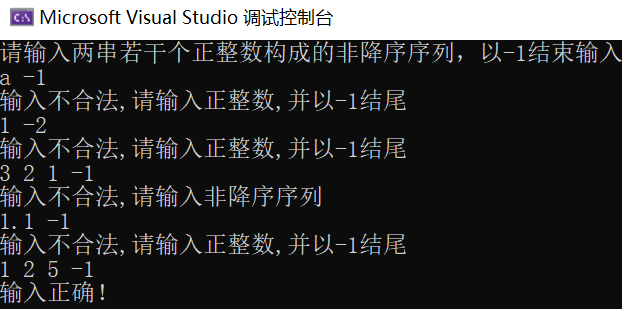 Microsoft Visual Studio 调试控制台
请输入两串若干个正整数构成的非降序序列，以-1结束输入
a -1
输入不合法,请输入正整数,并以-1结尾
1 -2
输入不合法,请输入正整数,并以-1结尾
3 2 1 -1
输入不合法,请输入非降序序列
1.1 -1
输入不合法,请输入正整数,并以-1结尾
1 2 5 -1
输入正确!